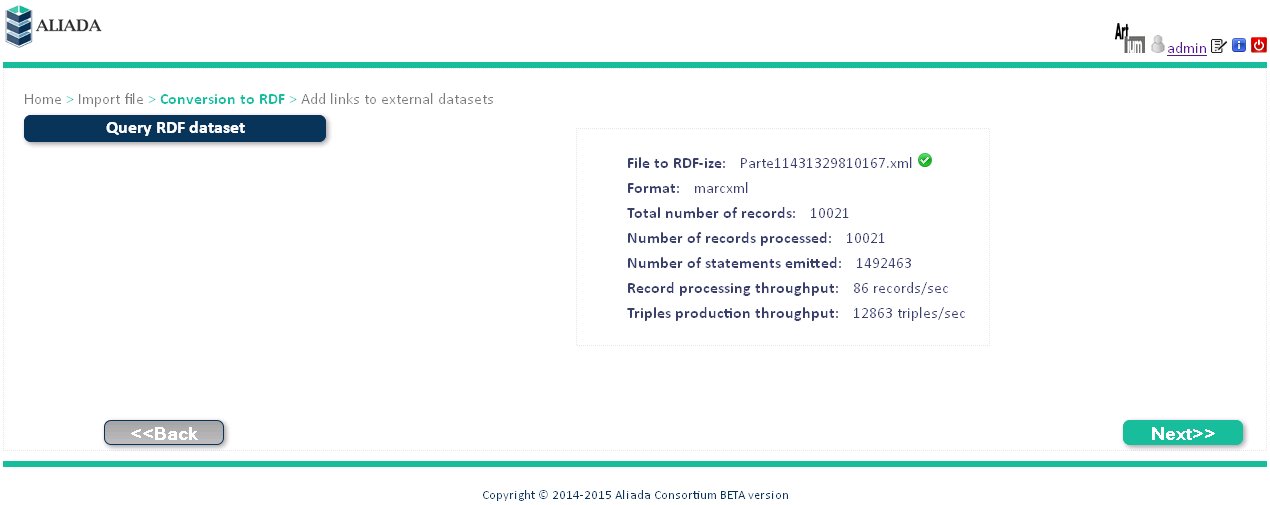 ALIADA
Art
ium
admin
Home > Import file > Conversion to RDF > Add links to external datasets
Query RDF dataset
File to RDF-ize: Parte11431329810167.xml
Format: marcxml
Total number of records: 10021
Number of records processed: 10021
Number of statements emitted: 1492463
Record processing throughput: 86 records/sec
Triples production throughput: 12863 triples/sec
<<Back
Next>>
Copyright © 2014-2015 Aliada Consortium BETA version